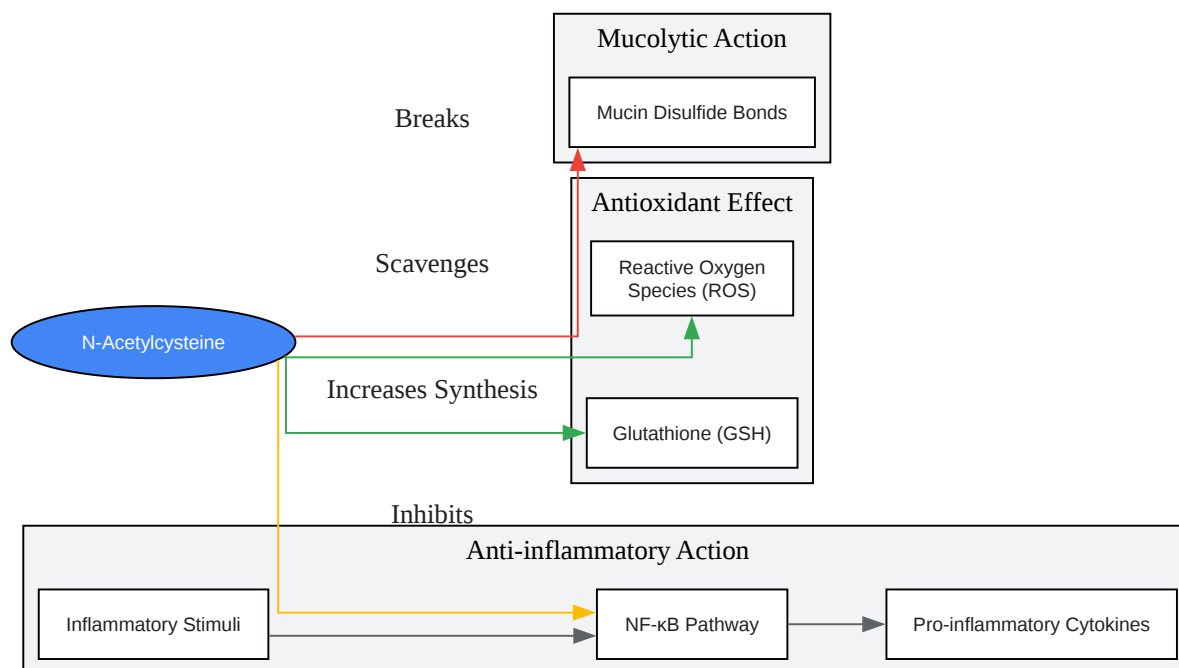 Mucolytic Action
Mucin Disulfide Bonds
Breaks
Antioxidant Effect
Scavenges
Reactive Oxygen
Species (ROS)
N-Acetylcysteine
Increases Synthesis
Glutathione (GSH)
Inhibits
Anti-inflammatory Action
Inflammatory Stimuli
NF-κB Pathway
Pro-inflammatory Cytokines